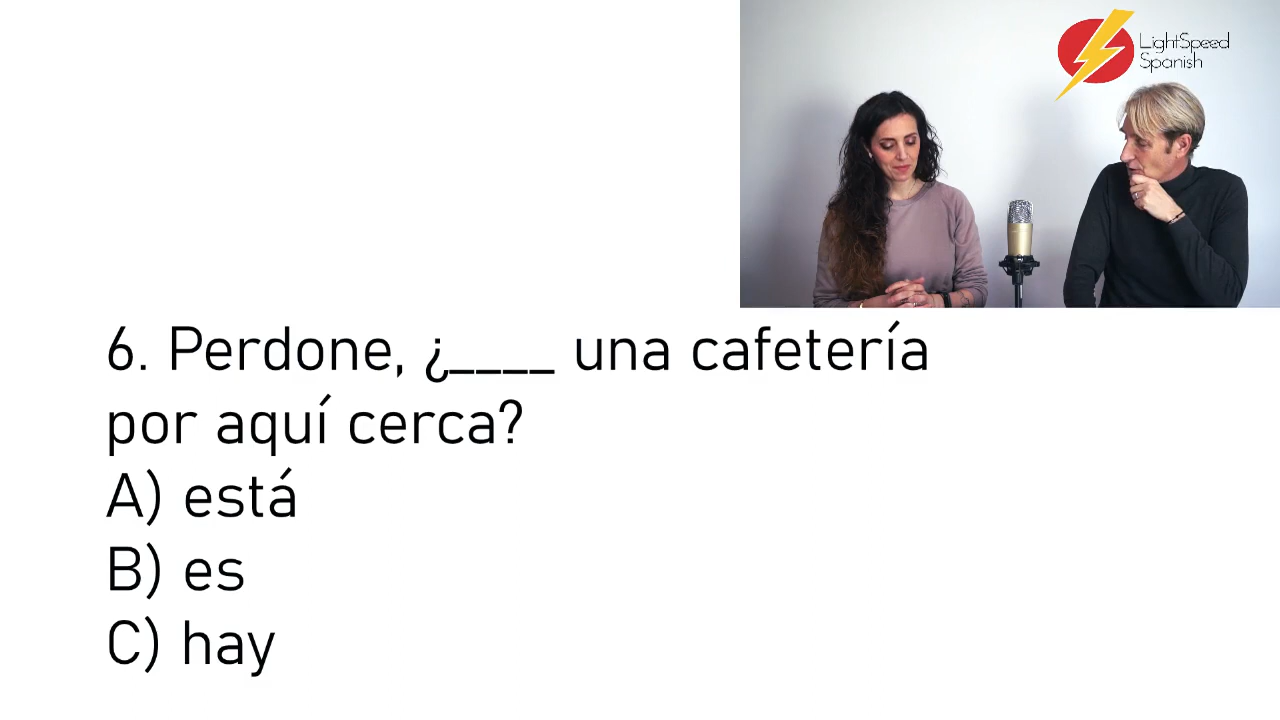 LightSpeed
Spanish
6. Perdone, ¿____ una cafetería
por aquí cerca?
A) está
B) es
C) hay